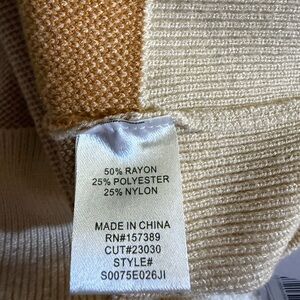 50% RAYON
25% POLYESTER
25% NYLON
MADE IN CHINA
RN#157389
CUT#23030
STYLE#
S0075E026JI